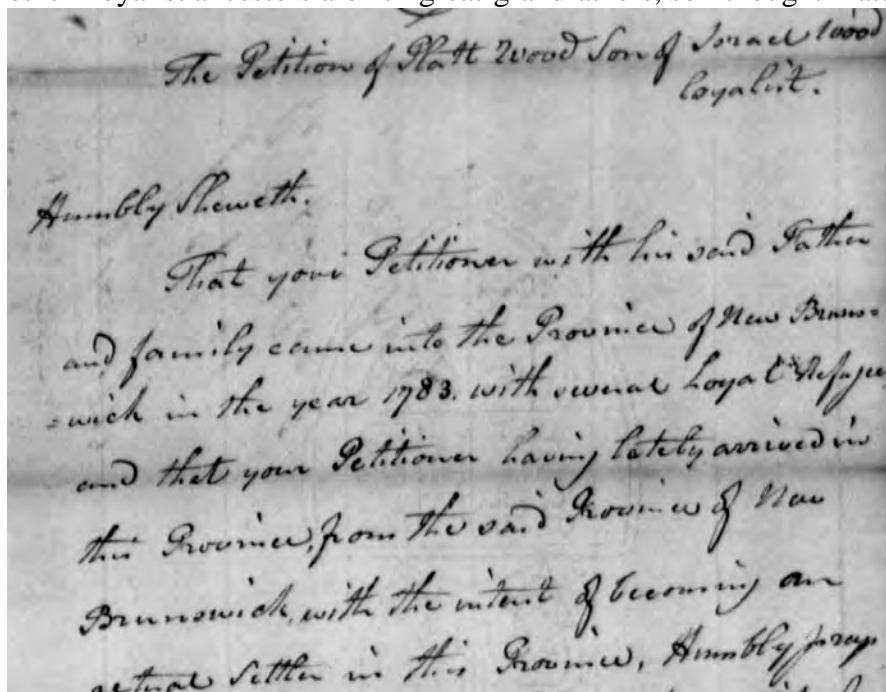 The Petition of Platt Wood Son of Israel Wood
Loyalist.
Humbly Sheweth.
That your Petitioner with his said Father
and family came into the Province of New Bruns=
=wick in the year 1783. with several Loyal Refugee
and that your Petitioner having lately arrived in
this Province, from the said Province of New
Brunswick, with the intent of becoming an
actual Settler in this Province, Humbly prays